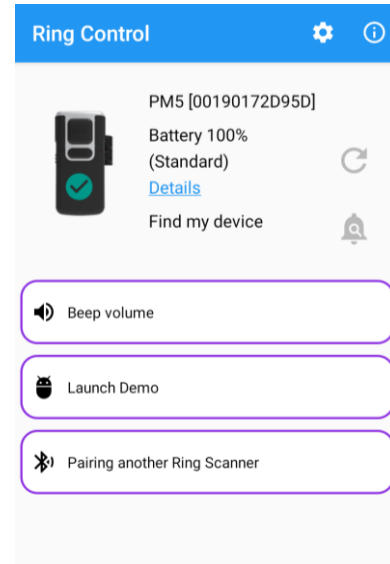 Ring Control
PM5 [00190172D95D]
Battery 100%
(Standard)
Details
Find my device
Beep volume
Launch Demo
Pairing another Ring Scanner